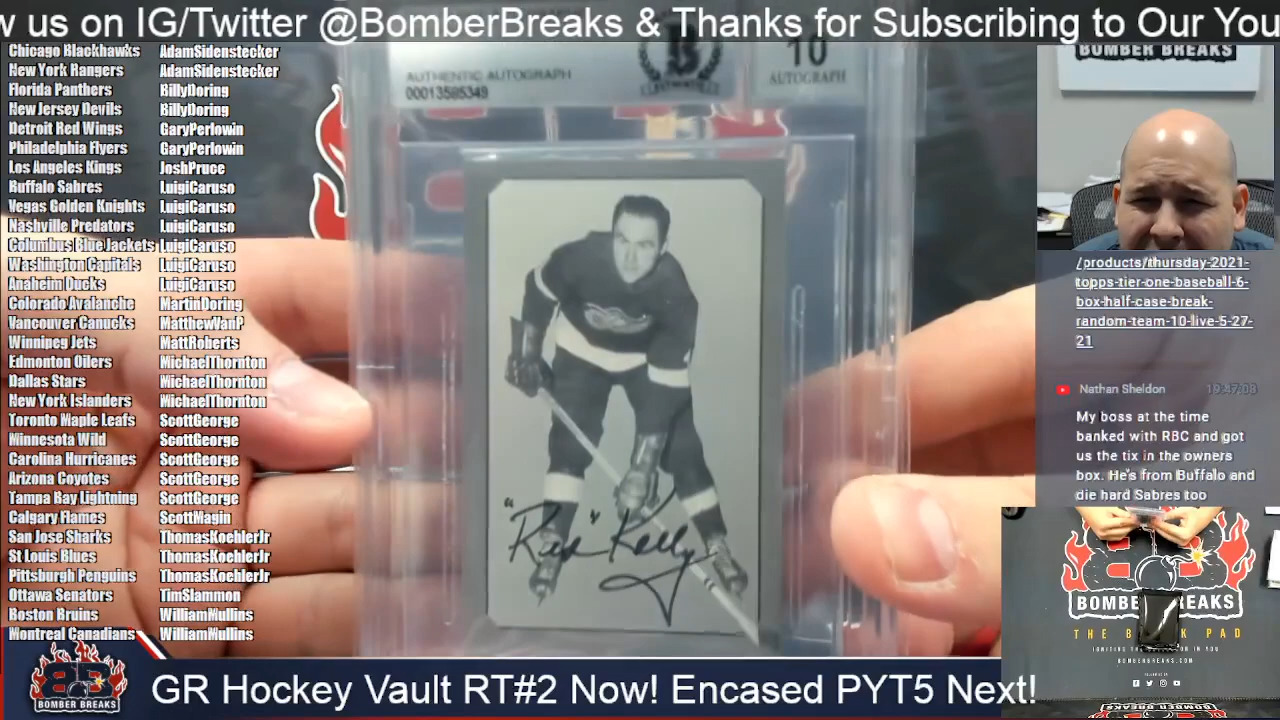 w us on IG/Twitter @BomberBreaks & Thanks for Subscribing to Our You
Chicago Blackhawks AdamSidenstecker
New York Rangers AdamSidenstecker
Florida Panthers BillyDoring
New Jersey Devils BillyDoring
Detroit Red Wings GaryPerlowin
Philadelphia Flyers GaryPerlowin
Los Angeles Kings JoshPruce
Buffalo Sabres LuigiCaruso
Vegas Golden Knights LuigiCaruso
Nashville Predators LuigiCaruso
Columbus Blue Jackets LuigiCaruso
Washington Capitals LuigiCaruso
Anaheim Ducks LuigiCaruso
Colorado Avalanche MartinDoring
Vancouver Canucks MatthewVanP
Winnipeg Jets MattRoberts
Edmonton Oilers MichaelThornton
Dallas Stars MichaelThornton
New York Islanders MichaelThornton
Toronto Maple Leafs ScottGeorge
Minnesota Wild ScottGeorge
Carolina Hurricanes ScottGeorge
Arizona Coyotes ScottGeorge
Tampa Bay Lightning ScottGeorge
Calgary Flames ScottMagin
San Jose Sharks ThomasKoehlerJr
St Louis Blues ThomasKoehlerJr
Pittsburgh Penguins ThomasKoehlerJr
Ottawa Senators TimSlammon
Boston Bruins WilliamMullins
Montreal Canadians WilliamMullins
AUTHENTIC AUTOGRAPH
00013585349
10
AUTOGRAPH
"Red" Kelly
BOMBER BREAKS
/products/thursday-2021-
topps-tier-one-baseball-6-
box-half-case-break-
random-team-10-live-5-27-
21
Nathan Sheldon 19:47:08
My boss at the time
banked with RBC and got
us the tix in the owners
box. He's from Buffalo and
die hard Sabres too
BOMBE REAKS
THE B K PAD
BOMBERBREAKS.COM
BOMBER BREAKS
GR Hockey Vault RT#2 Now! Encased PYT5 Next!